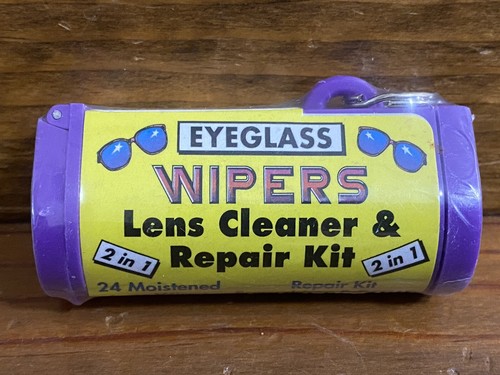 EYEGLASS
WIPERS
Lens Cleaner &
2 in 1 Repair Kit 2 in 1
24 Moistened Repair Kit